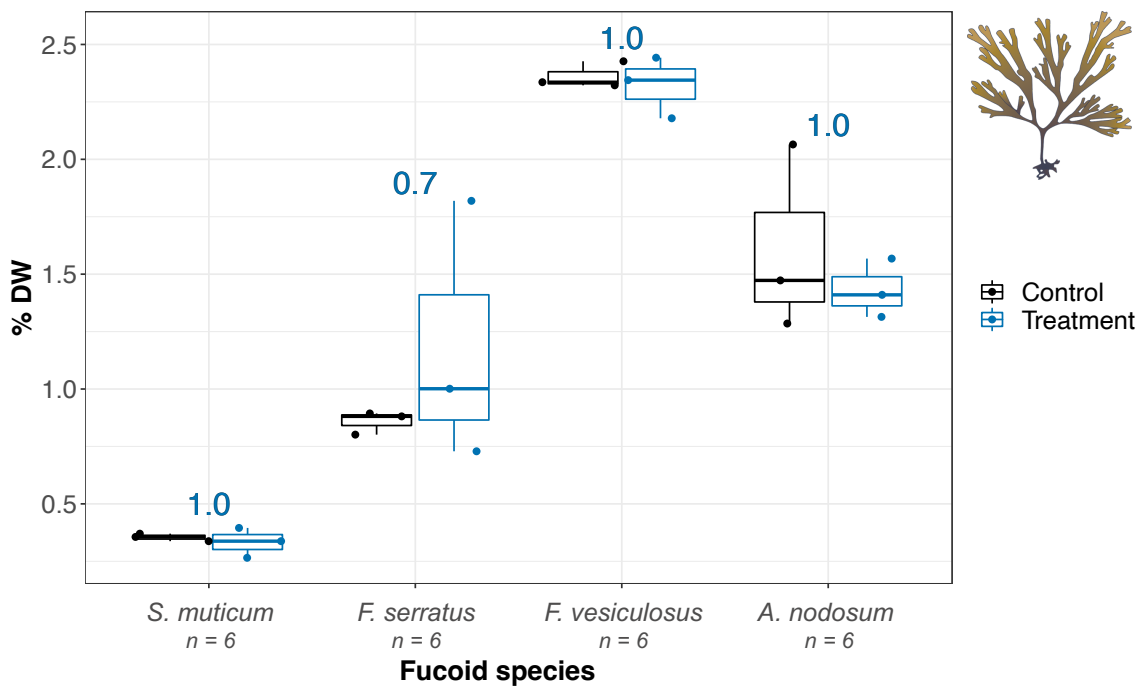 2.5
2.0
1.5
1.0
0.5
% DW
1.0
0.7
1.0
1.0
S. muticum
n = 6
F. serratus
n = 6
F. vesiculosus
n = 6
A. nodosum
n = 6
Fucoid species
Control
Treatment